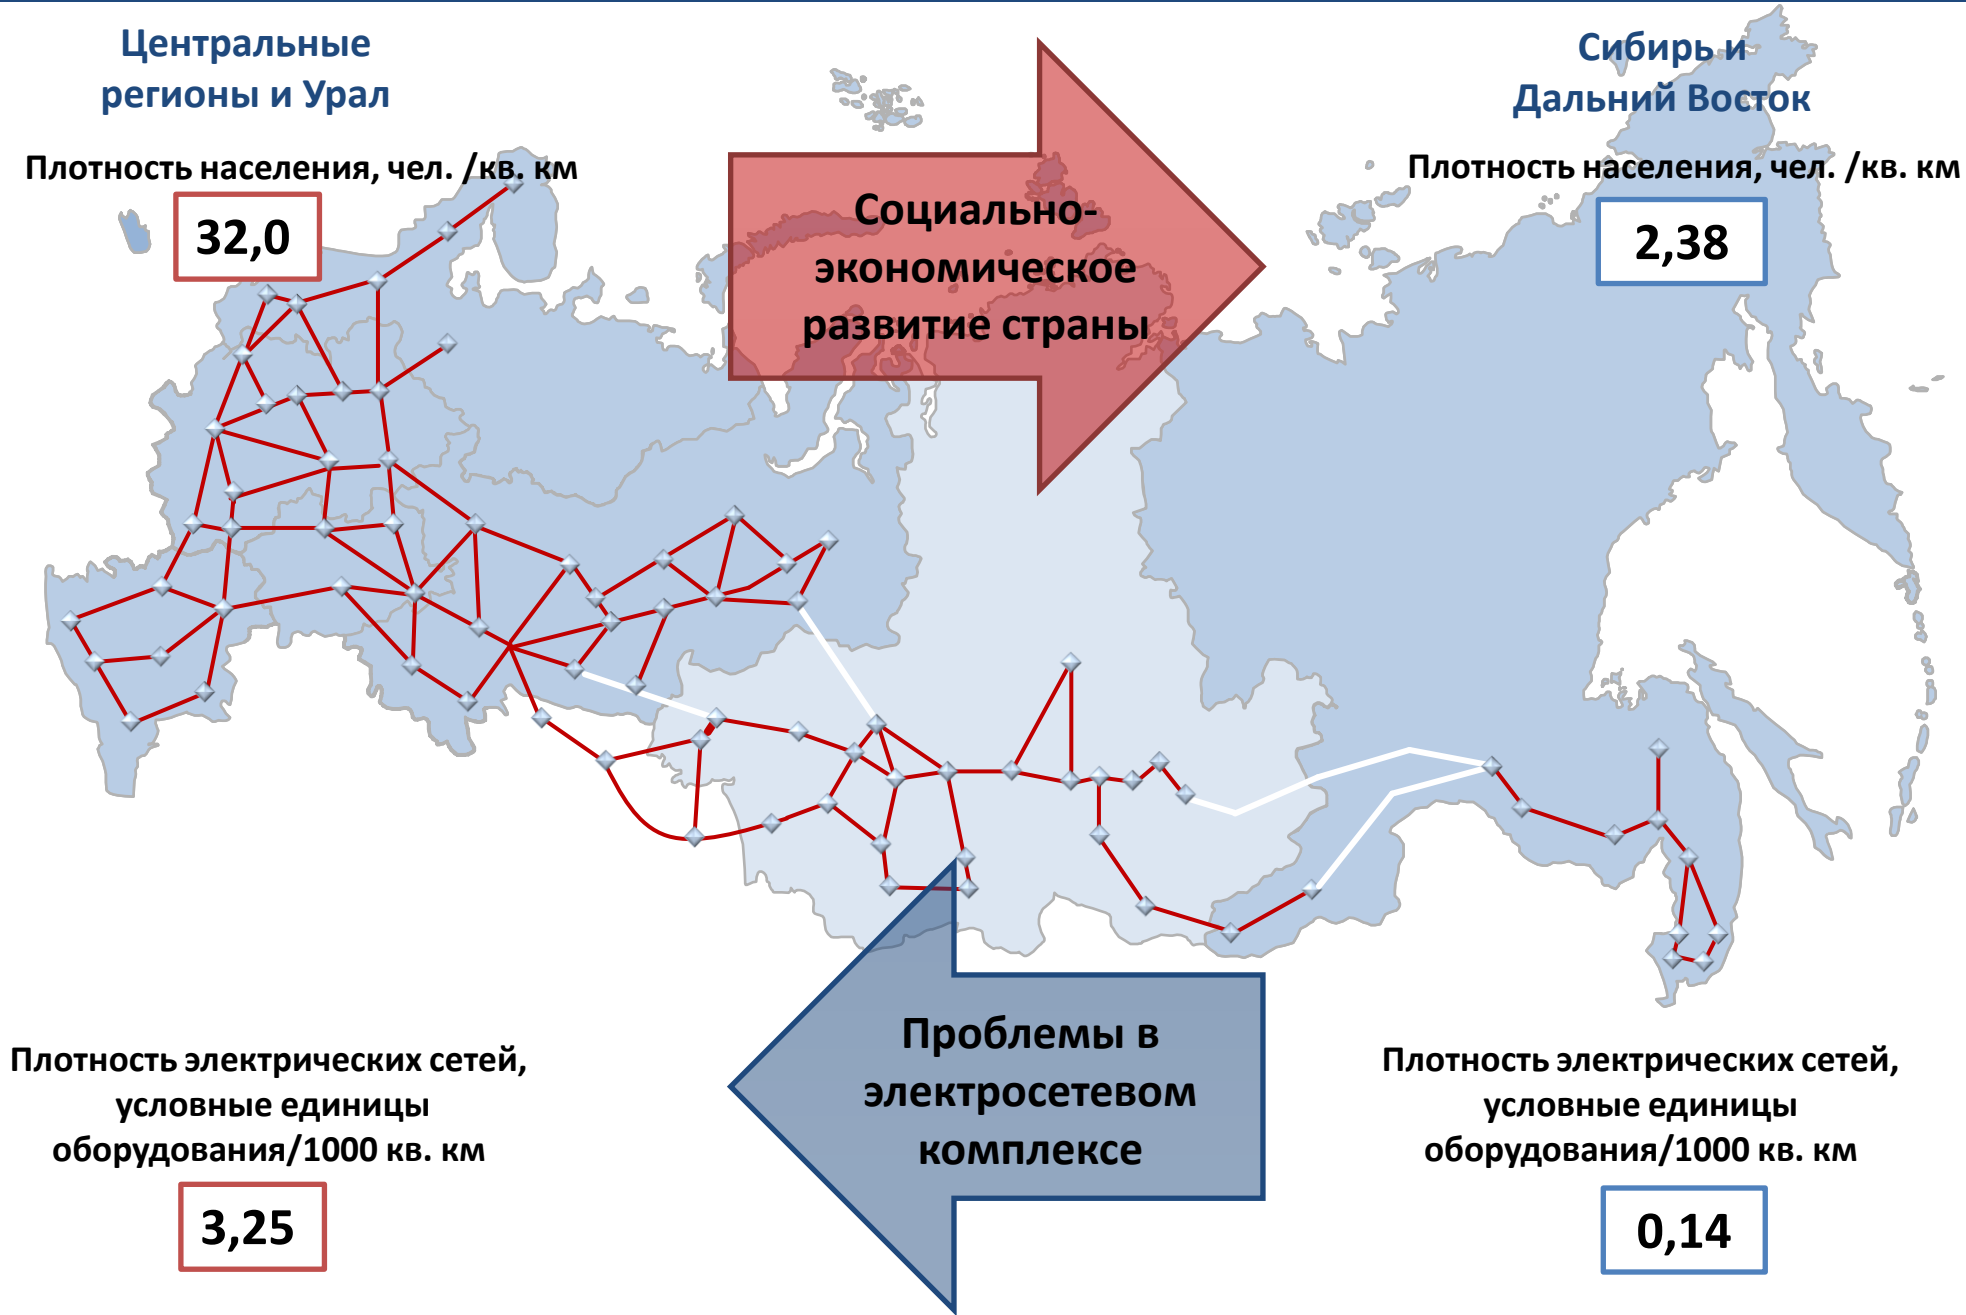 Центральные
регионы и Урал
Плотность населения, чел. /кв. км
32,0
Социально-
экономическое
развитие страны
Сибирь и
Дальний Восток
Плотность населения, чел. /кв. км
2,38
Плотность электрических сетей,
условные единицы
оборудования/1000 кв. км
3,25
Проблемы в
электросетевом
комплексе
Плотность электрических сетей,
условные единицы
оборудования/1000 кв. км
0,14